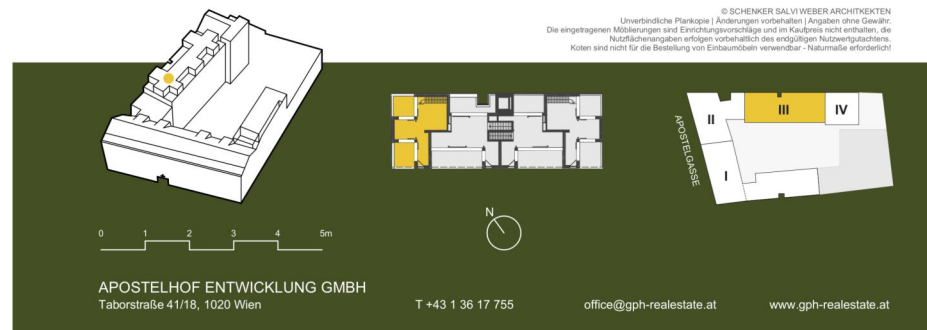 © SCHENKER SALVI WEBER ARCHITKEKTEN
Unverbindliche Plankopie | Änderungen vorbehalten | Angaben ohne Gewähr.
Die eingetragenen Möblierungen sind Einrichtungsvorschläge und im Kaufpreis nicht enthalten, die
Nutzflächenangaben erfolgen vorbehaltlich des endgültigen Nutzwertgutachtens.
Koten sind nicht für die Bestellung von Einbaumöbeln verwendbar - Naturmaße erforderlich!
II
III
IV
APOSTELGASSE
I
N
0 1 2 3 4 5m
APOSTELHOF ENTWICKLUNG GMBH
Taborstraße 41/18, 1020 Wien
T +43 1 36 17 755
office@gph-realestate.at
www.gph-realestate.at